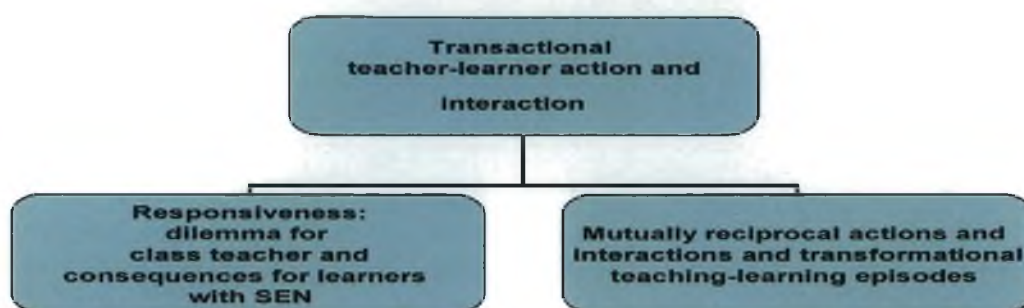 Transactional
teacher-learner action and
interaction
Responsiveness:
dilemma for
class teacher and
consequences for learners
with SEN
Mutually reciprocal actions and
interactions and transformational
teaching-learning episodes